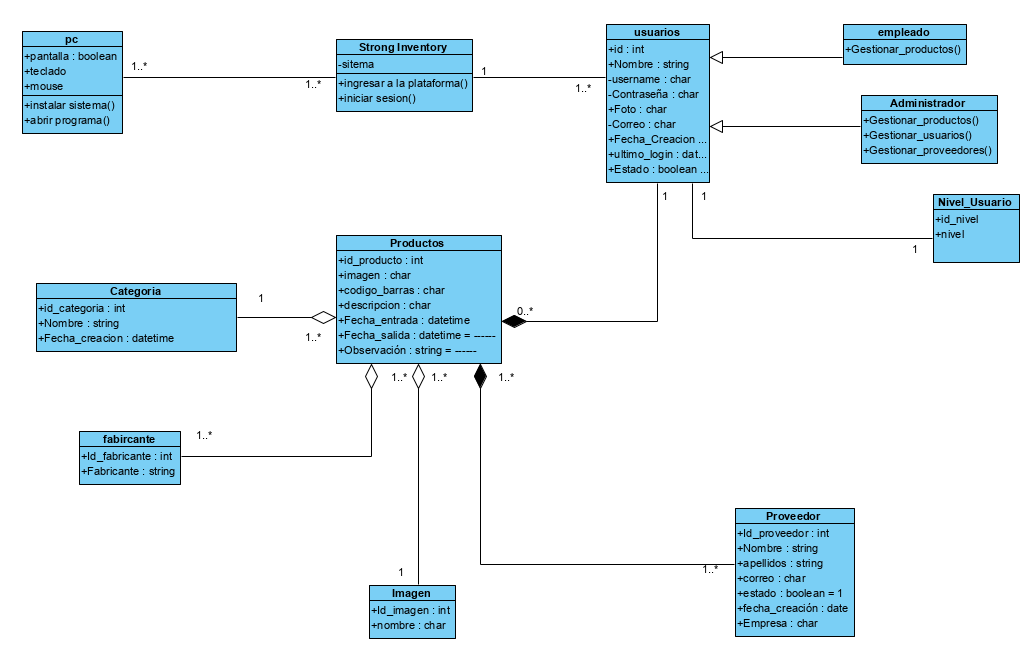 pc
+pantalla : boolean
+teclado
+mouse
+instalar sistema()
+abrir programa()
1..*
1..*
Strong Inventory
-sitema
+ingresar a la plataforma()
+iniciar sesion()
1
1..*
usuarios
+id : int
+Nombre : string
-username : char
-Contraseña : char
+Foto : char
-Correo : char
+Fecha_Creacion ...
+ultimo_login : dat...
+Estado : boolean ...
empleado
+Gestionar_productos()
Administrador
+Gestionar_productos()
+Gestionar_usuarios()
+Gestionar_proveedores()
1
1
1
Nivel_Usuario
+id_nivel
+nivel
Productos
+id_producto : int
+imagen : char
+codigo_barras : char
+descripcion : char
+Fecha_entrada : datetime
+Fecha_salida : datetime = ------
+Observación : string = ------
0..*
Categoria
+id_categoria : int
+Nombre : string
+Fecha_creacion : datetime
1
1..*
1..*
1..*
1..*
fabircante
+Id_fabricante : int
+Fabricante : string
1..*
1
Imagen
+Id_imagen : int
+nombre : char
1..*
Proveedor
+Id_proveedor : int
+Nombre : string
+apellidos : string
+correo : char
+estado : boolean = 1
+fecha_creación : date
+Empresa : char